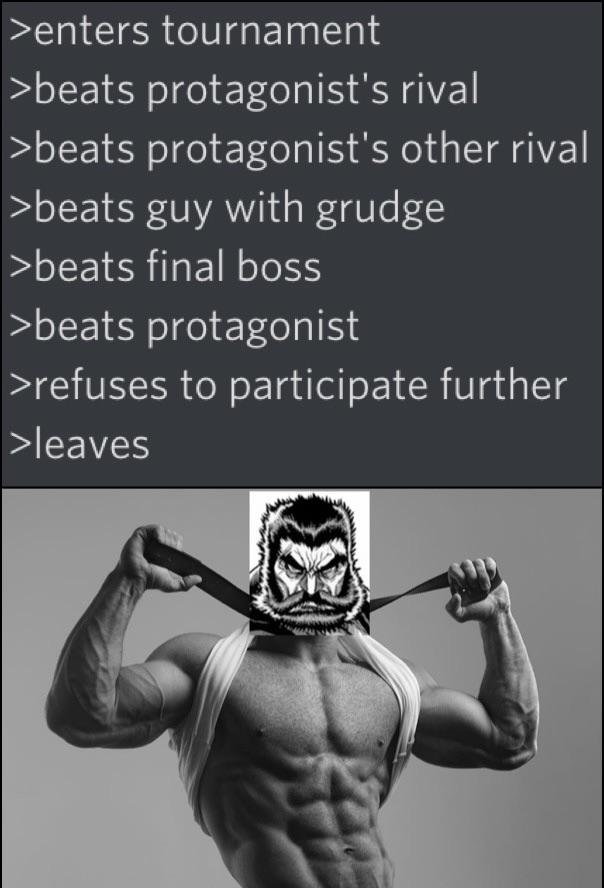 >enters tournament
>beats protagonist's rival
>beats protagonist's other rival
>beats guy with grudge
>beats final boss
>beats protagonist
>refuses to participate further
>leaves